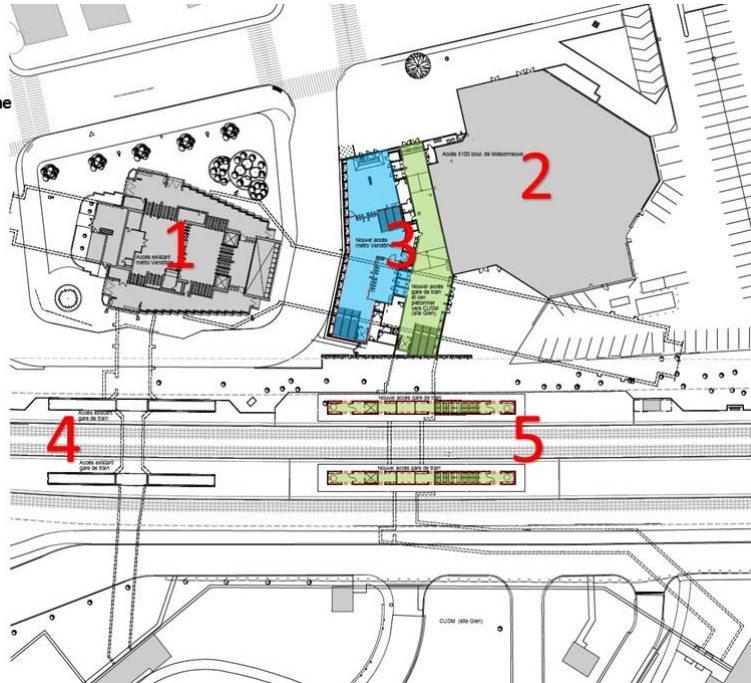 ne
Accès 5100 boul. de Maisonneuve
2
1
Accès existant
métro Vendôme
Nouvel accès
métro Vendôme
3
Nouvel accès
gare de train
et lien
piétonnier
vers CUSM
(site Glen)
4
Accès existant
gare de train
Nouvel accès gare de train
5
Accès existant
gare de train
Nouvel accès gare de train
CUSM (site Glen)